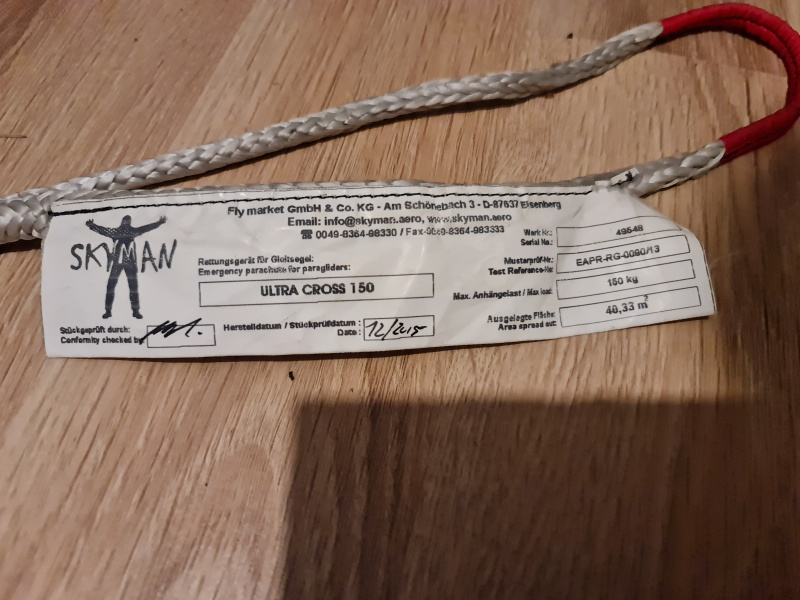 Fly market GmbH & Co. KG - Am Schönebach 3 - D-87637 Eisenberg
Email: info@skyman.aero, www.skyman.aero
☎ 0049-8364-98330 / Fax-0049-8364-983333
SKYMAN
Rettungsgerät für Gleitsegel:
Emergency parachute for paragliders:
ULTRA CROSS 150
Stückgeprüft durch:
Conformity checked by:
Herstelldatum / Stückprüfdatum :
Date :
12/2015
Werk Nr.:
Serial No.:
49548
Musterprüf-Nr.:
Test Reference-Nr.:
EAPR-RG-0090/13
Max. Anhängelast / Max load:
150 kg
Ausgelegte Fläche:
Area spread out:
40,33 m²